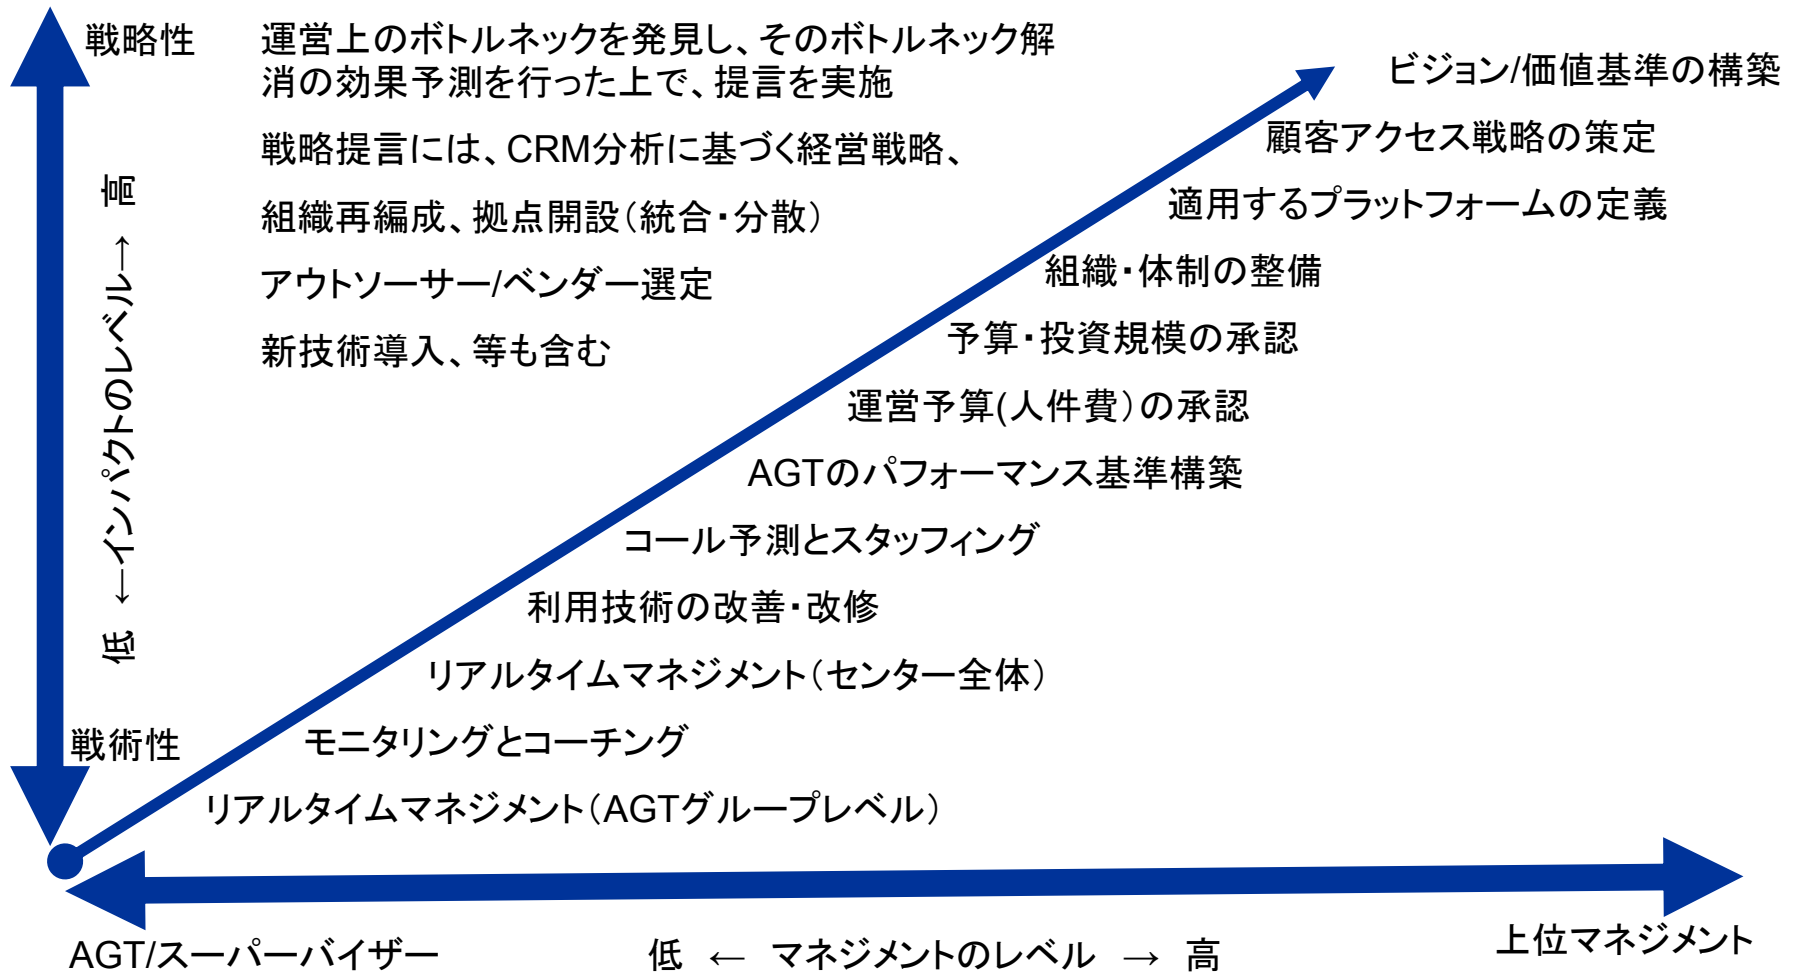 戦略性
運営上のボトルネックを発見し、そのボトルネック解
消の効果予測を行った上で、提言を実施
戦略提言には、CRM分析に基づく経営戦略、
組織再編成、拠点開設（統合・分散）
アウトソーサー/ベンダー選定
新技術導入、等も含む
ビジョン/価値基準の構築
顧客アクセス戦略の策定
適用するプラットフォームの定義
組織・体制の整備
予算・投資規模の承認
運営予算(人件費）の承認
AGTのパフォーマンス基準構築
コール予測とスタッフィング
利用技術の改善・改修
リアルタイムマネジメント（センター全体）
モニタリングとコーチング
リアルタイムマネジメント（AGTグループレベル）
低 ←インパクトのレベル→ 高
戦術性
AGT/スーパーバイザー
低 ← マネジメントのレベル → 高
上位マネジメント